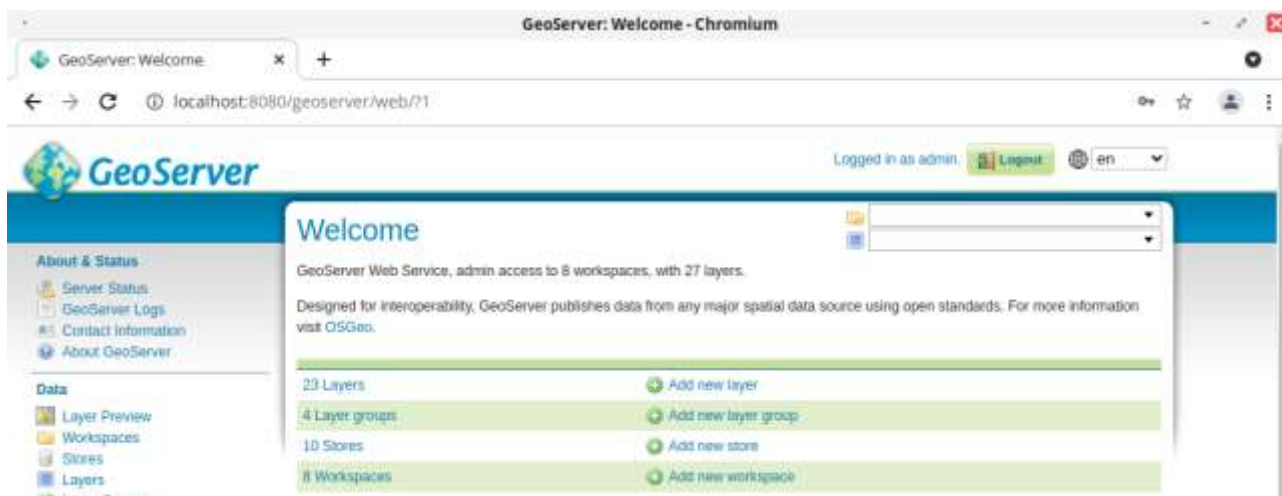 GeoServer: Welcome - Chromium
GeoServer: Welcome
localhost:8080/geoserver/web/?1
GeoServer
Logged in as admin.
Logout
en
Welcome
GeoServer Web Service, admin access to 8 workspaces, with 27 layers.
Designed for interoperability, GeoServer publishes data from any major spatial data source using open standards. For more information
visit OSGeo.
23 Layers
Add new layer
4 Layer groups
Add new layer group
10 Stores
Add new store
8 Workspaces
Add new workspace
About & Status
Server Status
GeoServer Logs
Contact Information
About GeoServer
Data
Layer Preview
Workspaces
Stores
Layers